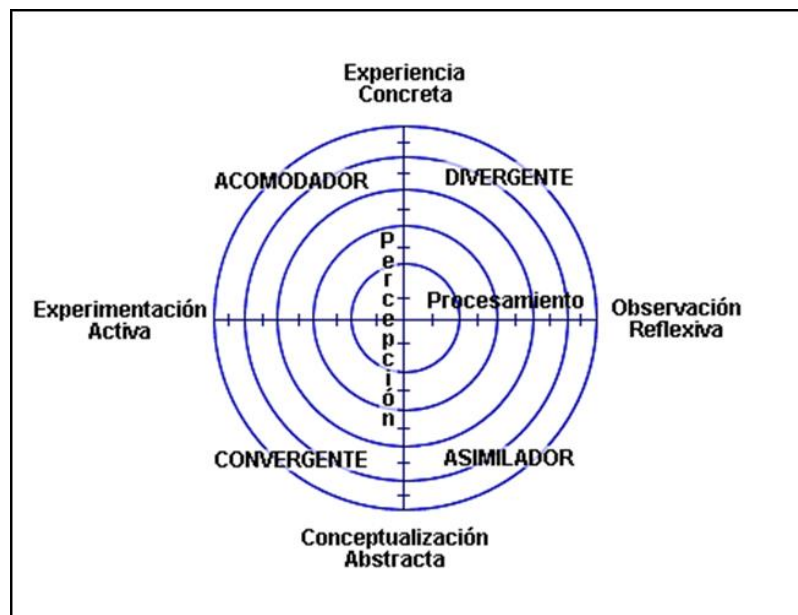 Experiencia
Concreta
ACOMODADOR
DIVERGENTE
Percepción
Procesamiento
Experimentación
Activa
Observación
Reflexiva
CONVERGENTE
ASIMILADOR
Conceptualización
Abstracta